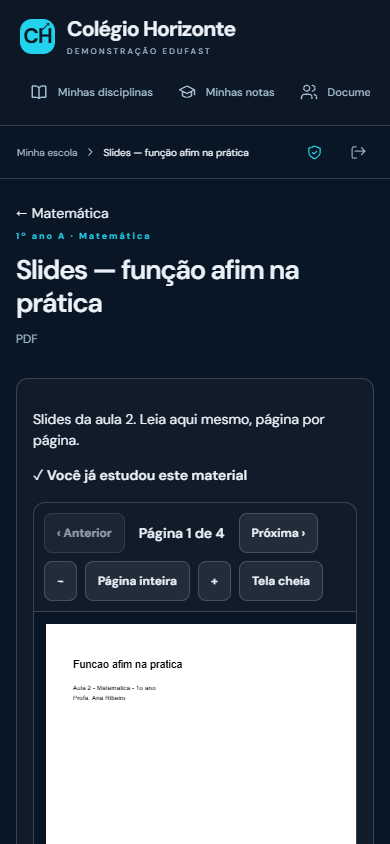 CH
Colégio Horizonte
DEMONSTRAÇÃO EDUFAST
Minhas disciplinas
Minhas notas
Docume
Minha escola > Slides — função afim na prática
← Matemática
1º ano A · Matemática
Slides — função afim na
prática
PDF
Slides da aula 2. Leia aqui mesmo, página por
página.
✓ Você já estudou este material
‹ Anterior
Página 1 de 4
Próxima ›
−
Página inteira
+
Tela cheia
Funcao afim na pratica
Aula 2 - Matematica - 1o ano
Profa. Ana Ribeiro